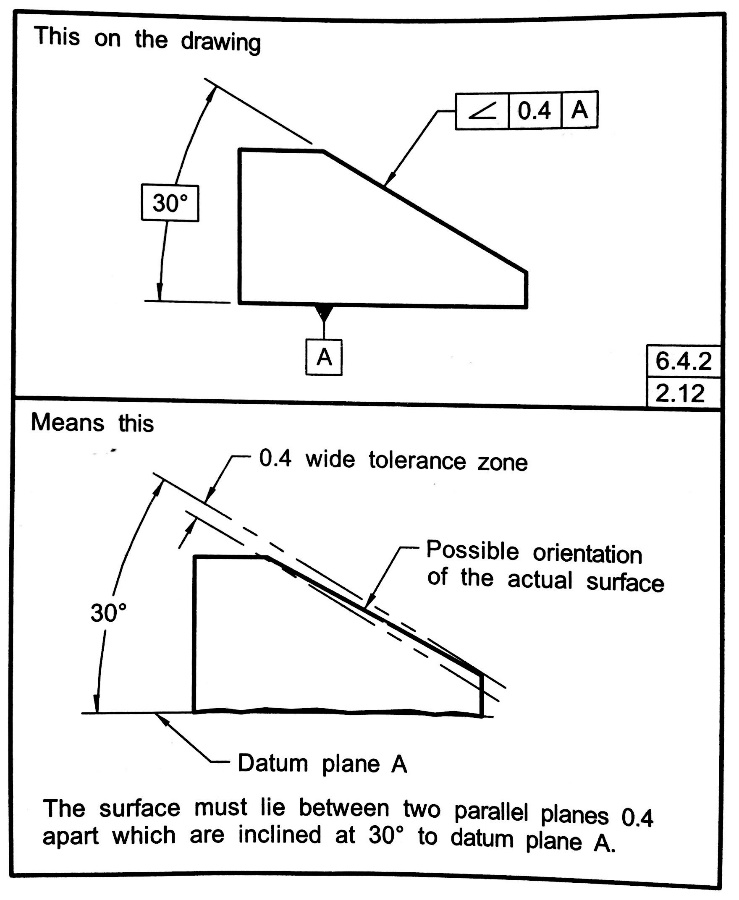 This on the drawing
∠ 0.4 A
30°
A
6.4.2
2.12
Means this
0.4 wide tolerance zone
Possible orientation
of the actual surface
30°
Datum plane A
The surface must lie between two parallel planes 0.4
apart which are inclined at 30° to datum plane A.